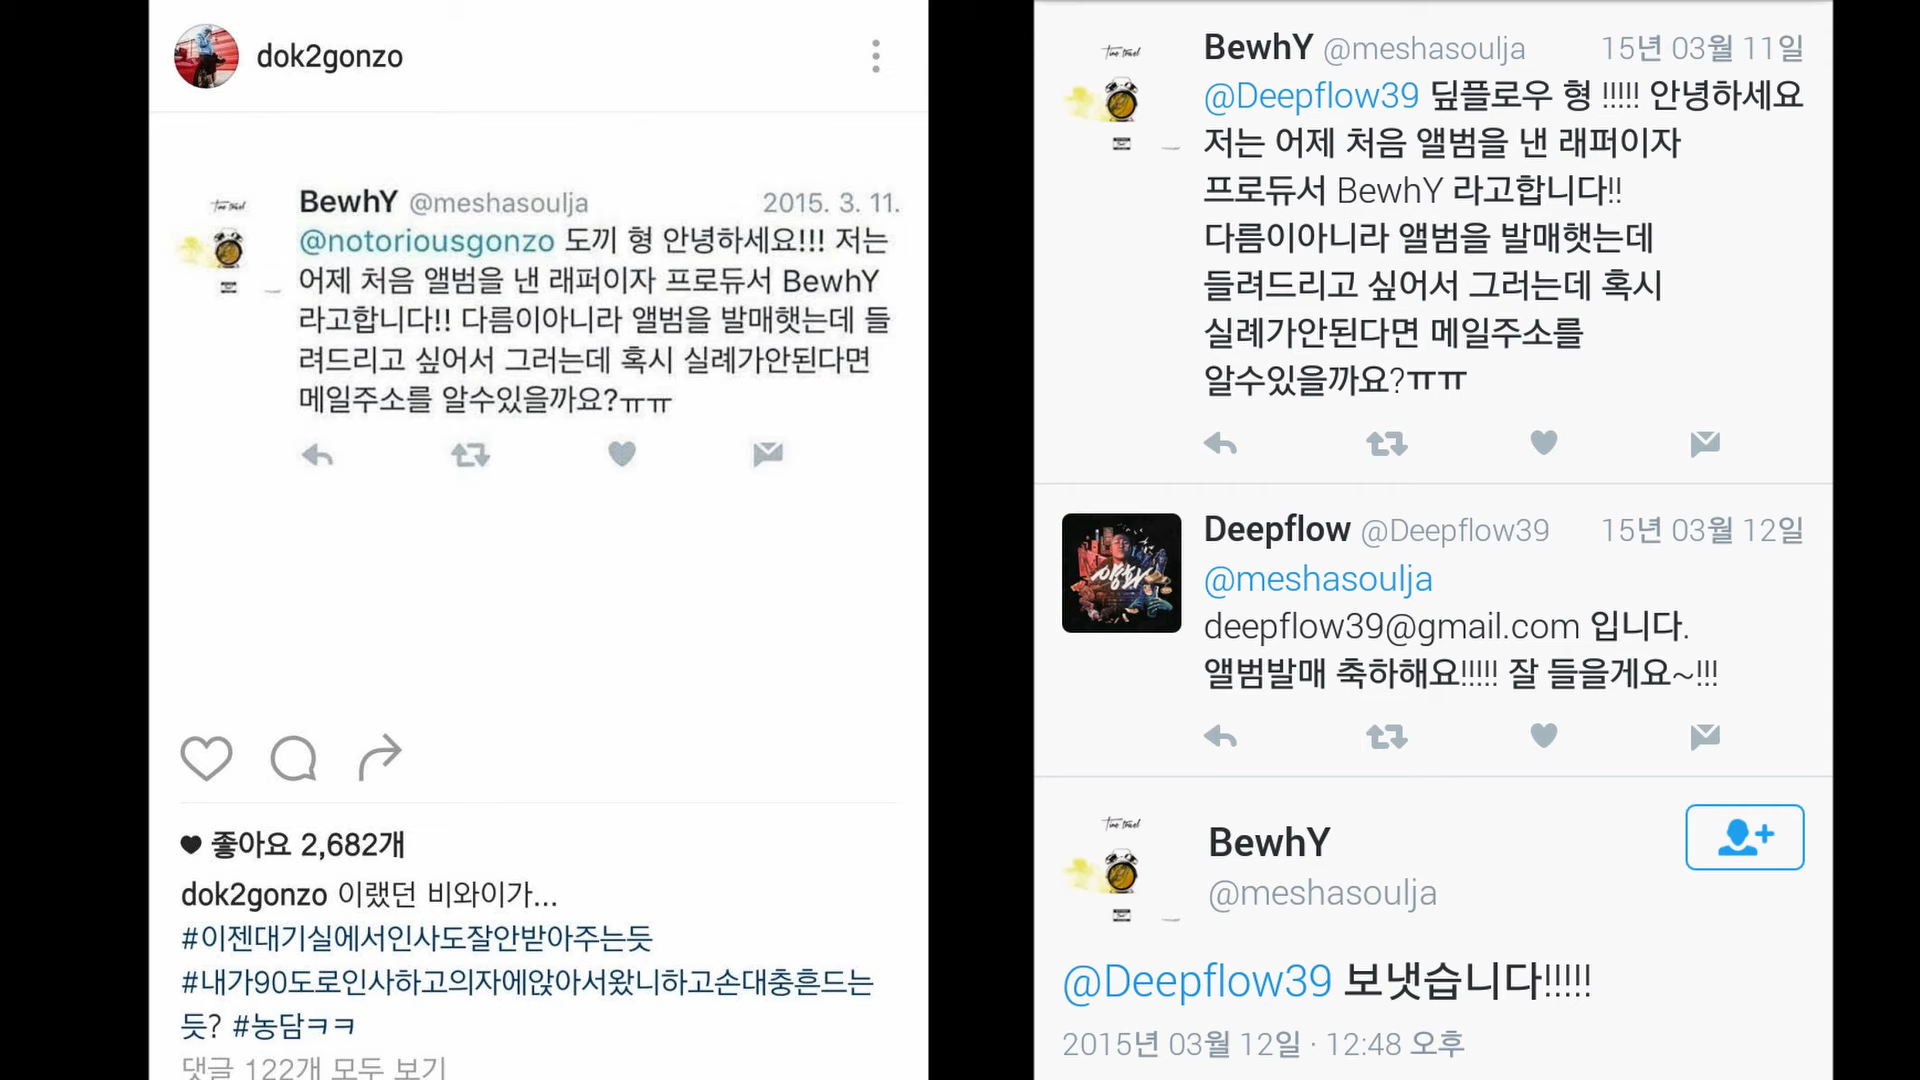 dok2gonzo
Time travel
BewhY @meshasoulja 2015. 3. 11.
@notoriousgonzo 도끼 형 안녕하세요!!! 저는
어제 처음 앨범을 낸 래퍼이자 프로듀서 BewhY
라고합니다!! 다름이아니라 앨범을 발매햇는데 들
려드리고 싶어서 그러는데 혹시 실례가안된다면
메일주소를 알수있을까요?ㅠㅠ
좋아요 2,682개
dok2gonzo 이랬던 비와이가...
#이젠대기실에서인사도잘안받아주는듯
#내가90도로인사하고의자에앉아서왔니하고손대충흔드는
듯? #농담ㅋㅋ
댓글 122개 모두 보기
Time travel
BewhY @meshasoulja 15년 03월 11일
@Deepflow39 딮플로우 형 !!!!! 안녕하세요
저는 어제 처음 앨범을 낸 래퍼이자
프로듀서 BewhY 라고합니다!!
다름이아니라 앨범을 발매햇는데
들려드리고 싶어서 그러는데 혹시
실례가안된다면 메일주소를
알수있을까요?ㅠㅠ
Deepflow @Deepflow39 15년 03월 12일
양화
@meshasoulja
deepflow39@gmail.com 입니다.
앨범발매 축하해요!!!!! 잘 들을게요~!!!
Time travel
BewhY
@meshasoulja
@Deepflow39 보냇습니다!!!!!
2015년 03월 12일 · 12:48 오후